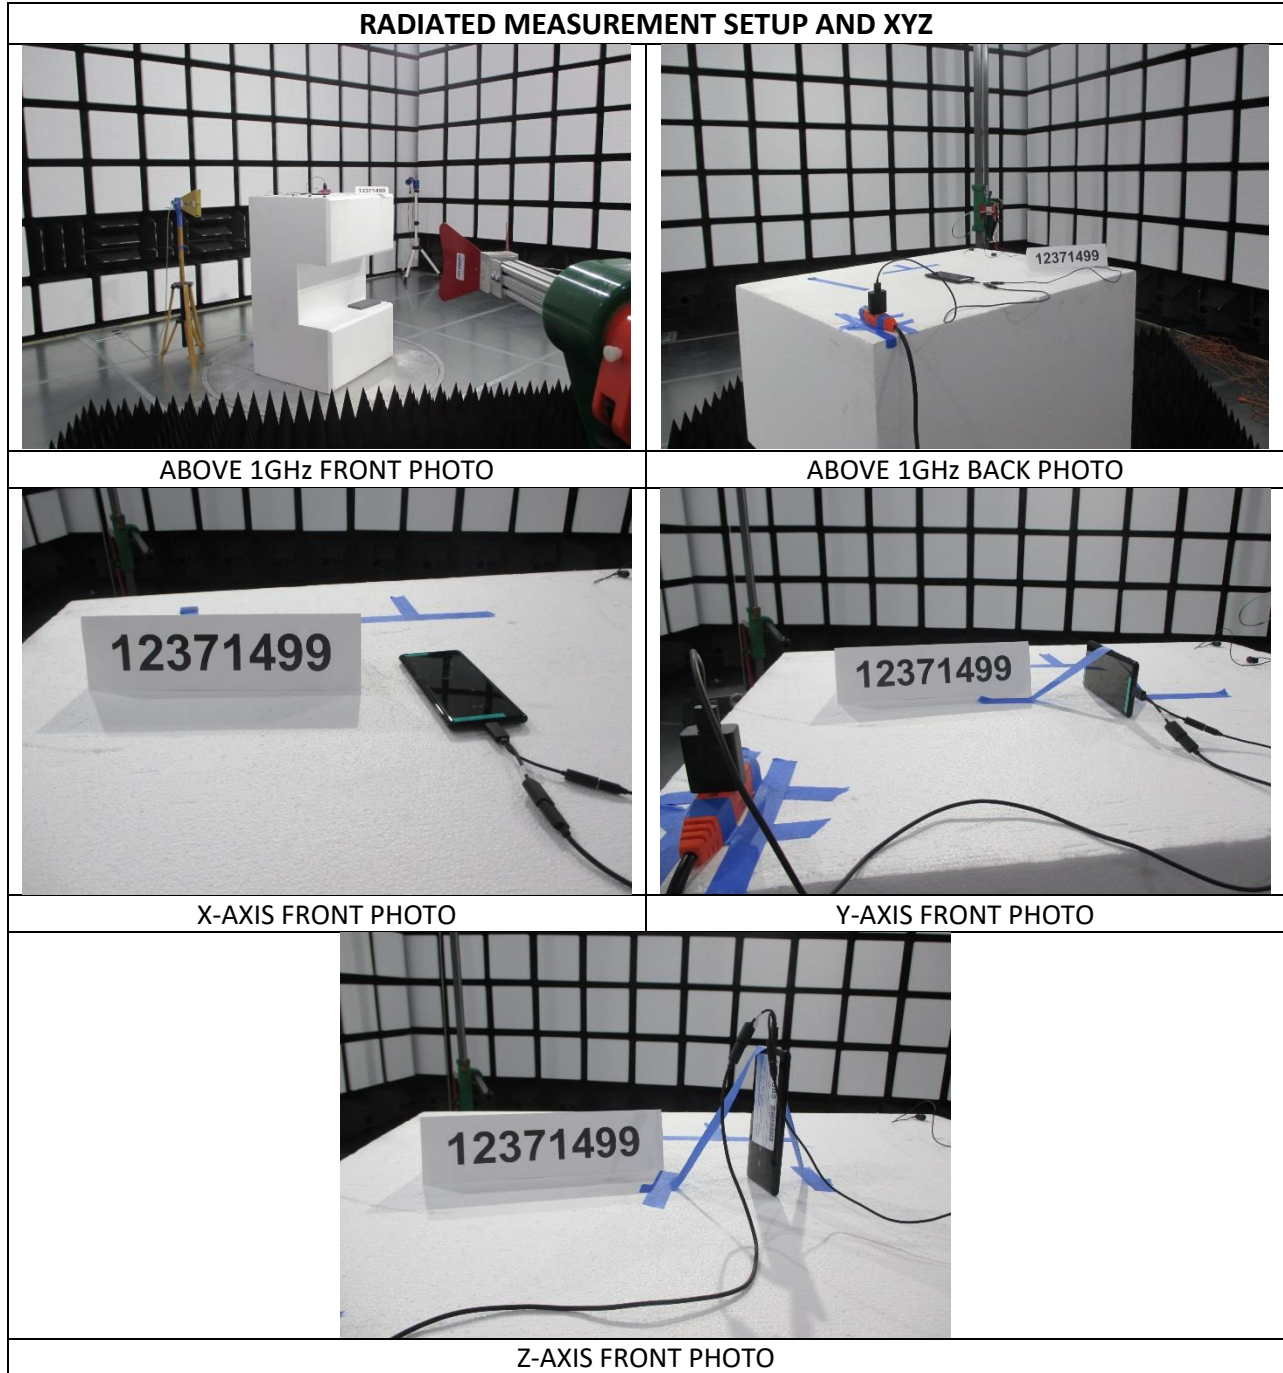 RADIATED MEASUREMENT SETUP AND XYZ
12371499
12371499
ABOVE 1GHz FRONT PHOTO
ABOVE 1GHz BACK PHOTO
12371499
12371499
X-AXIS FRONT PHOTO
Y-AXIS FRONT PHOTO
12371499
Z-AXIS FRONT PHOTO